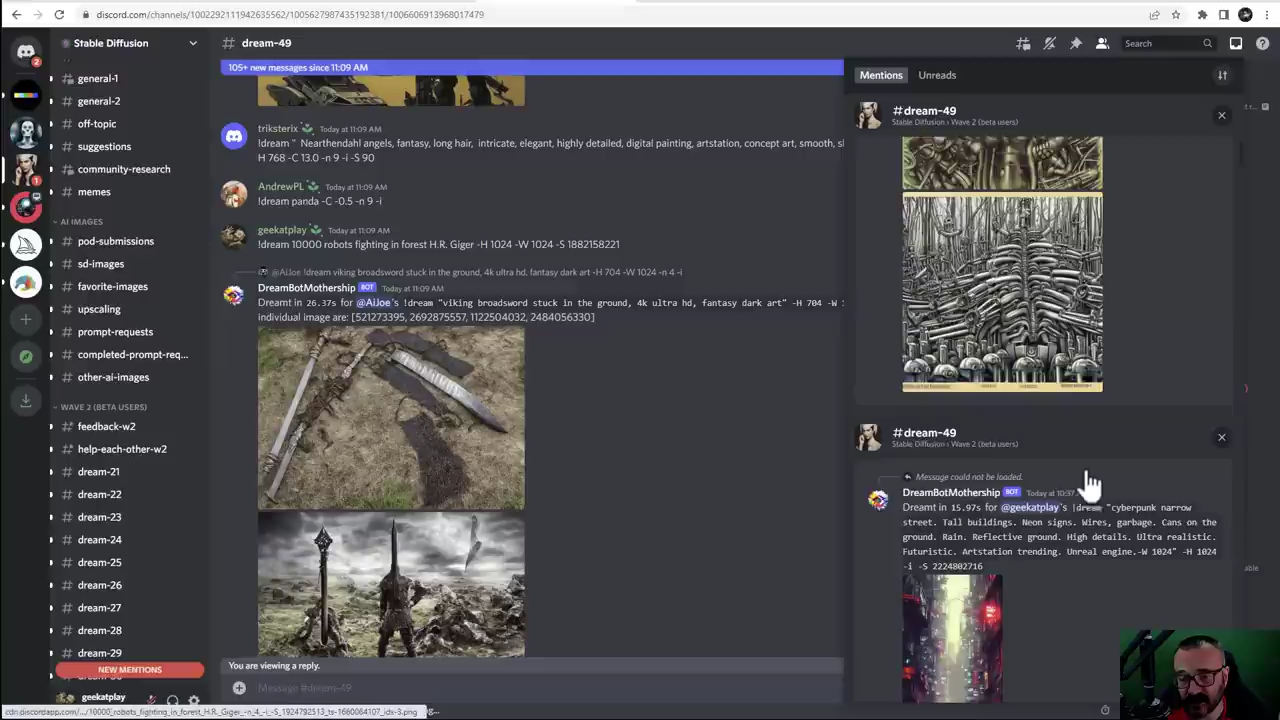 discord.com/channels/1002292111942635562/1005627987435192381/1006606913968017479
Stable Diffusion
general-1
general-2
off-topic
suggestions
community-research
memes
AI IMAGES
pod-submissions
sd-images
favorite-images
upscaling
prompt-requests
completed-prompt-req...
other-ai-images
WAVE 2 (BETA USERS)
feedback-w2
help-each-other-w2
dream-21
dream-22
dream-23
dream-24
dream-25
dream-26
dream-27
dream-28
dream-29
NEW MENTIONS
geekatplay
2
1
# dream-49
Search
105+ new messages since 11:09 AM
triksterix Today at 11:09 AM
!dream " Nearthendahl angels, fantasy, long hair, intricate, elegant, highly detailed, digital painting, artstation, concept art, smooth,
H 768 -C 13.0 -n 9 -i -S 90
AndrewPL Today at 11:09 AM
!dream panda -C -0.5 -n 9 -i
geekatplay Today at 11:09 AM
!dream 10000 robots fighting in forest H.R. Giger -H 1024 -W 1024 -S 1882158221
@AiJoe !dream viking broadsword stuck in the ground, 4k ultra hd, fantasy dark art -H 704 -W 1024 -n 4 -i
DreamBotMothership BOT Today at 11:09 AM
Dreamt in 26.37s for @AiJoe's !dream "viking broadsword stuck in the ground, 4k ultra hd, fantasy dark art" -H 704 -W
individual image are: [521273395, 2692875557, 1122504032, 2484056330]
You are viewing a reply.
Message #dream-49
Mentions
Unreads
#dream-49
Stable Diffusion › Wave 2 (beta users)
#dream-49
Stable Diffusion › Wave 2 (beta users)
Message could not be loaded.
DreamBotMothership BOT Today at 10:37
Dreamt in 15.97s for @geekatplay's !dream "cyberpunk narrow
street. Tall buildings. Neon signs. Wires, garbage. Cans on the
ground. Rain. Reflective ground. High details. Ultra realistic.
Futuristic. Artstation trending. Unreal engine.-W 1024" -H 1024
-i -S 2224802716
cdn.discordapp.com/.../10000_robots_fighting_in_forest_H.R._Giger_-n_4_-i_-S_1924792513_ts-1660064107_idx-3.png